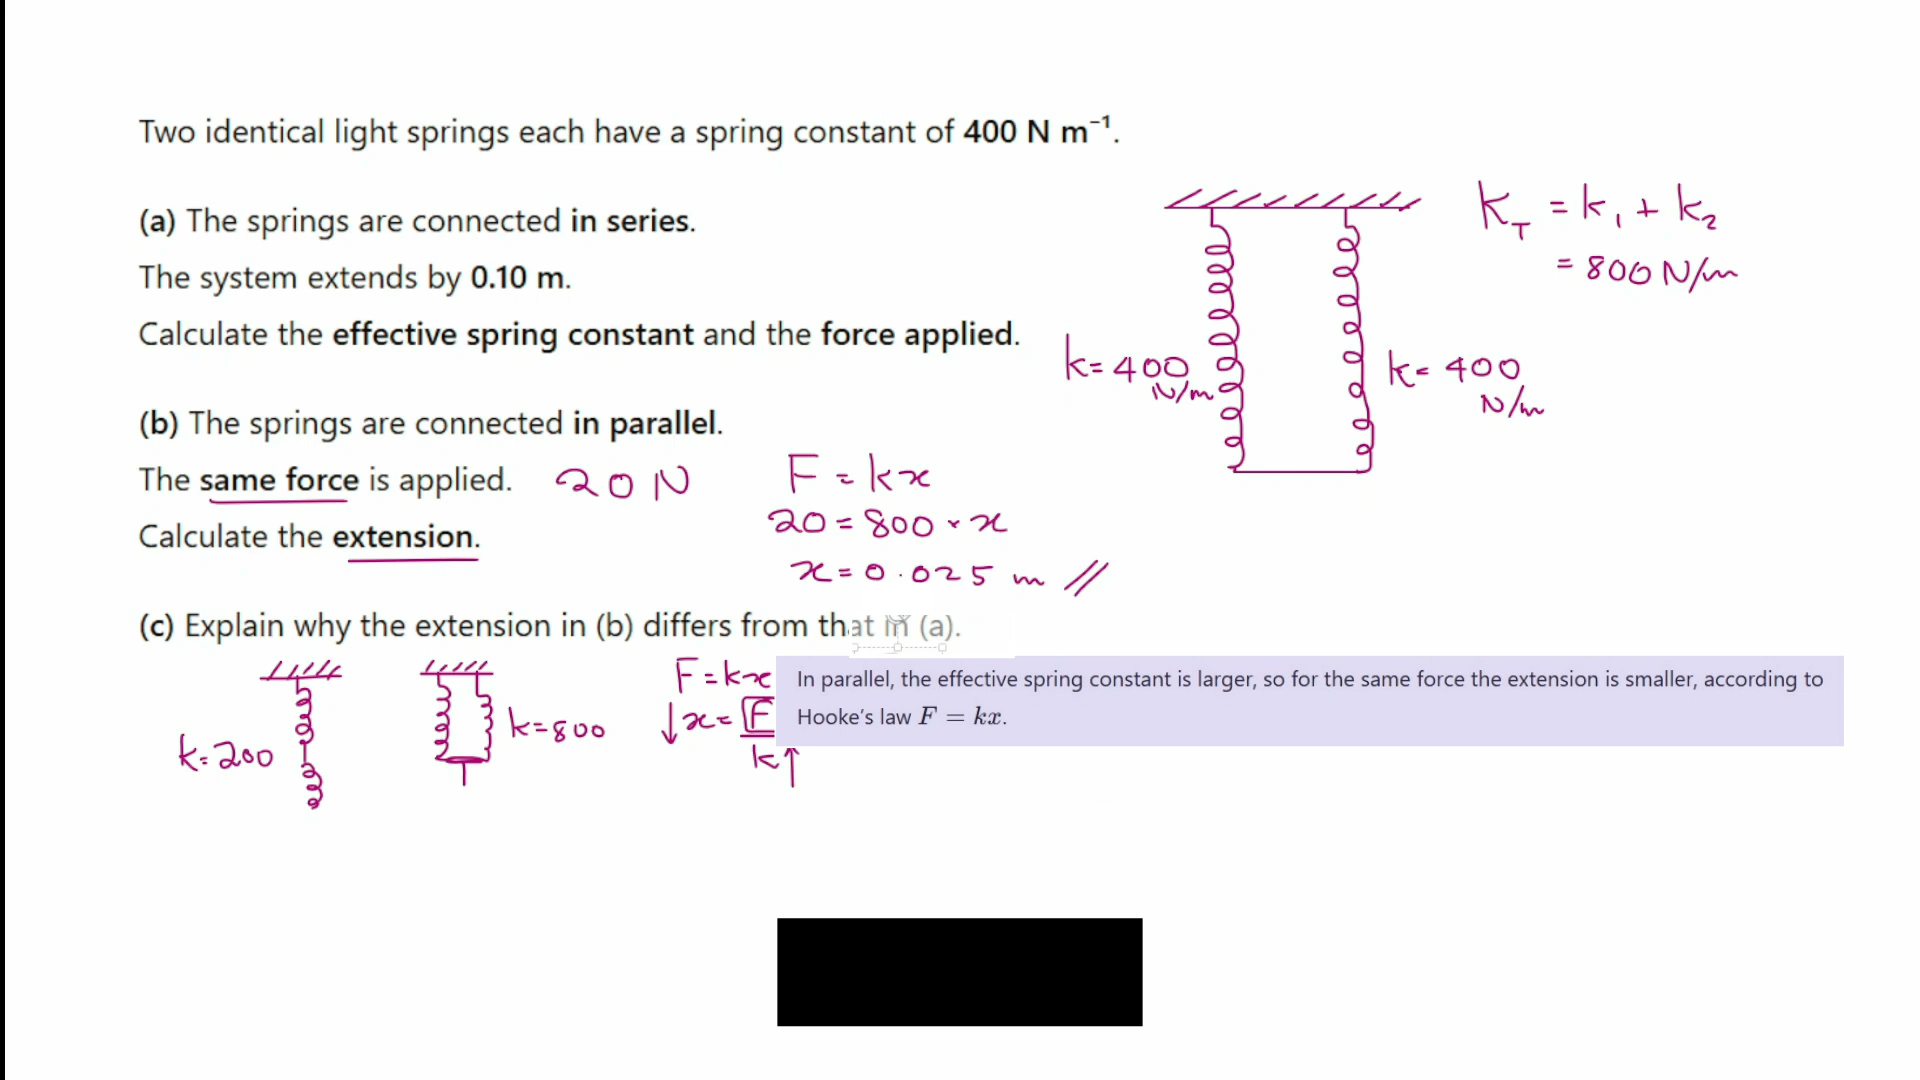 Two identical light springs each have a spring constant of 400 N m⁻¹.
(a) The springs are connected in series.
The system extends by 0.10 m.
Calculate the effective spring constant and the force applied.
K_T = k₁ + k₂
= 800 N/m
k = 400 N/m
k = 400 N/m
(b) The springs are connected in parallel.
The same force is applied. 20 N
Calculate the extension.
F = kx
20 = 800 × x
x = 0.025 m //
(c) Explain why the extension in (b) differs from that in (a).
k = 200
k = 800
F = kx
↓ x = F / k ↑
In parallel, the effective spring constant is larger, so for the same force the extension is smaller, according to
Hooke's law F = kx.